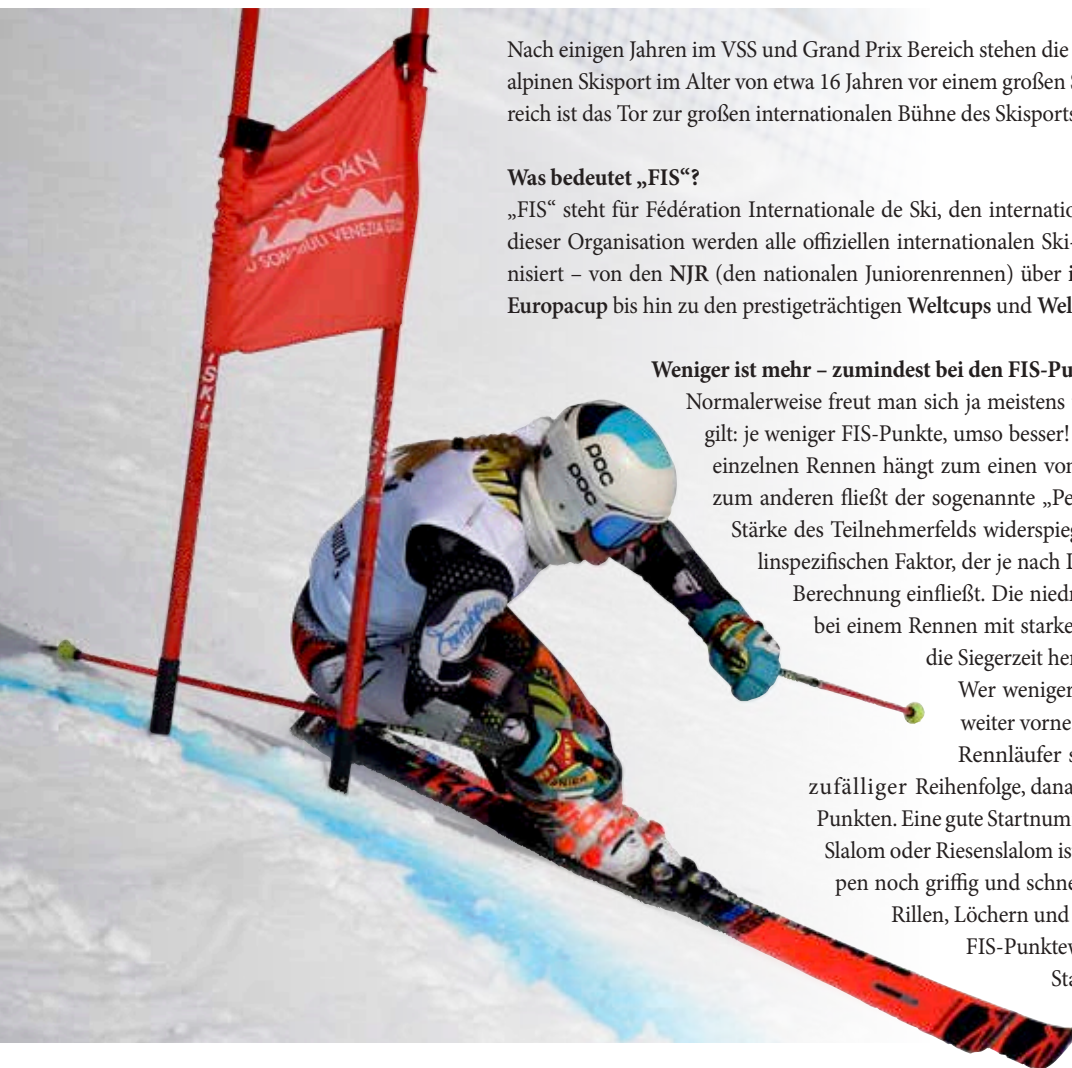 Nach einigen Jahren im VSS und Grand Prix Bereich stehen die
alpinen Skisport im Alter von etwa 16 Jahren vor einem großen
reich ist das Tor zur großen internationalen Bühne des Skisports
Was bedeutet „FIS“?
„FIS“ steht für Fédération Internationale de Ski, den internatio
dieser Organisation werden alle offiziellen internationalen Ski-
nisiert – von den NJR (den nationalen Juniorenrennen) über i
Europacup bis hin zu den prestigeträchtigen Weltcups und Wel
Weniger ist mehr – zumindest bei den FIS-Pu
Normalerweise freut man sich ja meistens
gilt: je weniger FIS-Punkte, umso besser!
einzelnen Rennen hängt zum einen von
zum anderen fließt der sogenannte „Pe
Stärke des Teilnehmerfelds widerspieg
linspezifischen Faktor, der je nach D
Berechnung einfließt. Die niedr
bei einem Rennen mit starke
die Siegerzeit her
Wer weniger
weiter vorne
Rennläufer s
zufälliger Reihenfolge, dana
Punkten. Eine gute Startnum
Slalom oder Riesenslalom is
pen noch griffig und schne
Rillen, Löchern und
FIS-Punktew
Sta
VENEZIA
ISKI
poc
poc
GIULIA